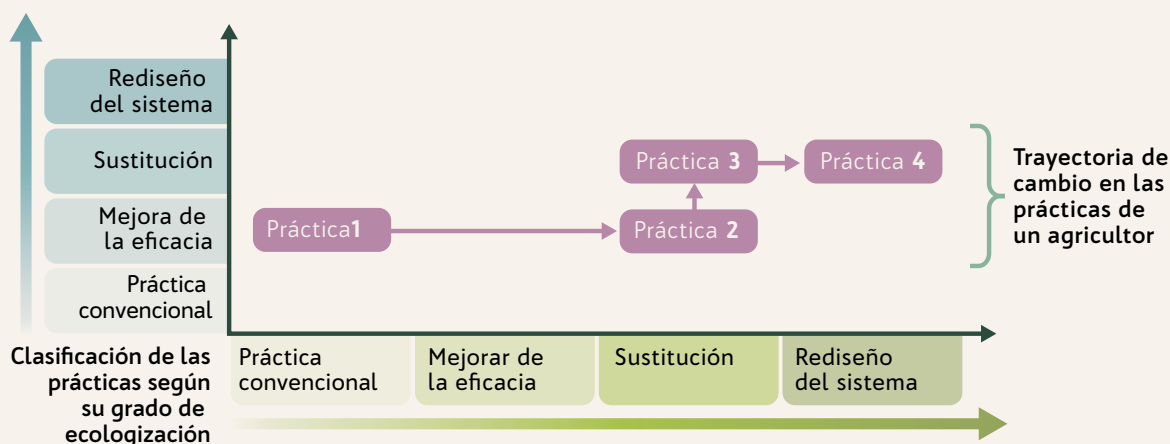 Rediseño
del sistema
Sustitución
Mejora de
la eficacia
Práctica
convencional
Práctica1
Práctica 2
Práctica 3
Práctica 4
Trayectoria de
cambio en las
prácticas de
un agricultor
Clasificación de las
prácticas según
su grado de
ecologización
Práctica
convencional
Mejorar de
la eficacia
Sustitución
Rediseño
del sistema